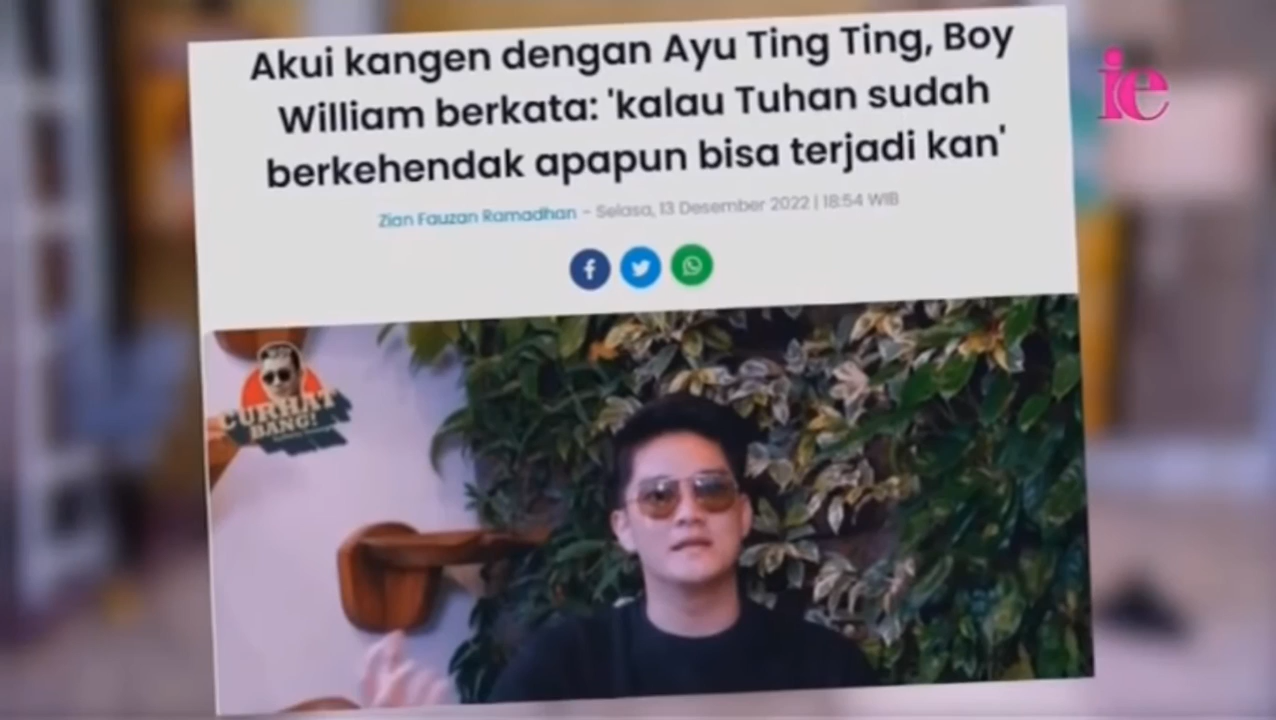 Akui kangen dengan Ayu Ting Ting, Boy
William berkata: 'kalau Tuhan sudah
berkehendak apapun bisa terjadi kan'
Zian Fauzan Ramadhan - Selasa, 13 Desember 2022 | 18:54 WIB
ie
CURHAT
BANG!